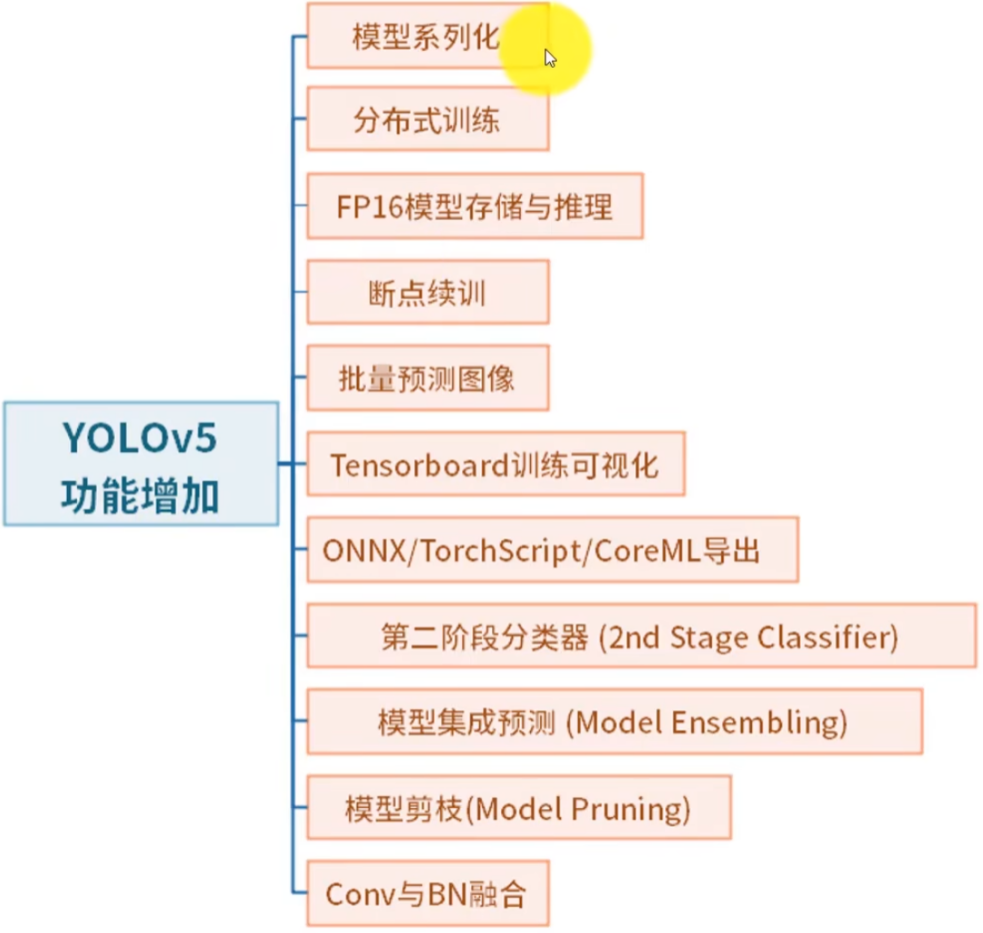 模型系列化
分布式训练
FP16模型存储与推理
断点续训
批量预测图像
YOLOv5
功能增加
Tensorboard训练可视化
ONNX/TorchScript/CoreML导出
第二阶段分类器 (2nd Stage Classifier)
模型集成预测 (Model Ensembling)
模型剪枝(Model Pruning)
Conv与BN融合